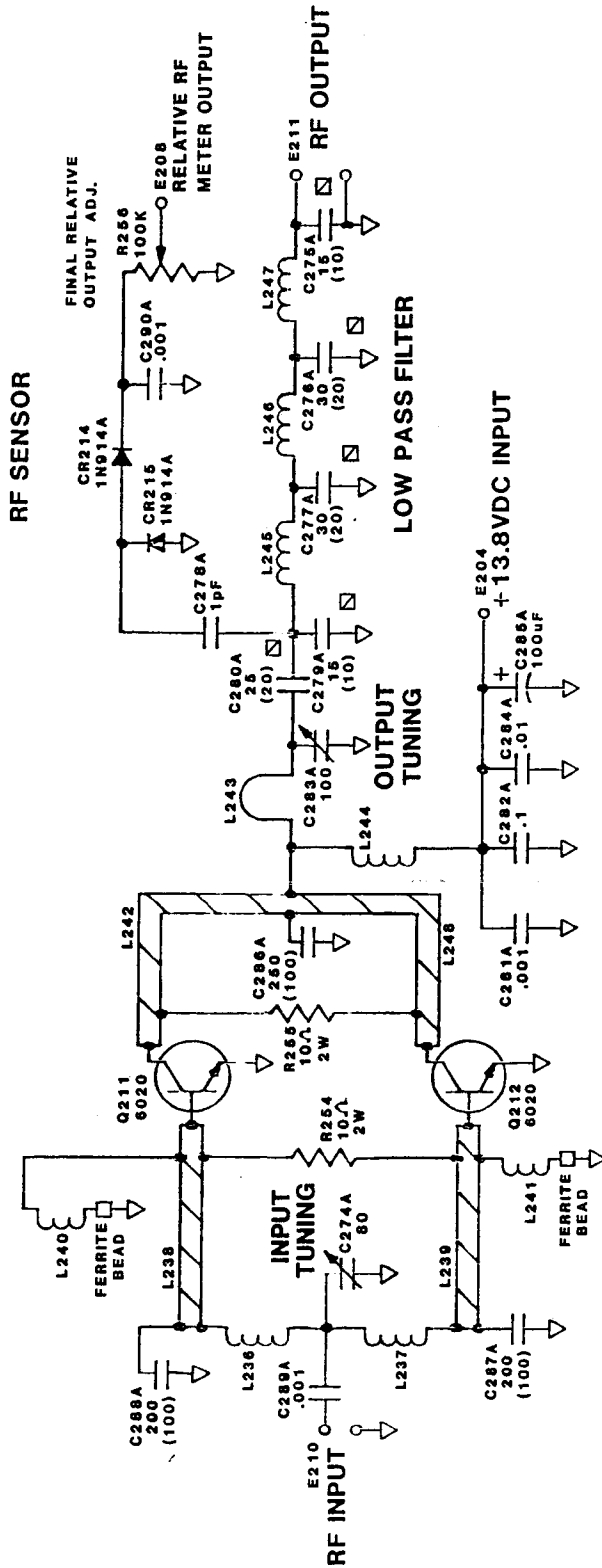 RF SENSOR
FINAL RELATIVE
OUTPUT ADJ.
R256
100K
E208
RELATIVE RF
METER OUTPUT
CR214
1N914A
C290A
.001
CR215
1N914A
C278A
1pF
E211
RF OUTPUT
L247
C275A
15
(10)
L246
C276A
30
(20)
L245
C277A
30
(20)
LOW PASS FILTER
C280A
25
(20)
C279A
15
(10)
L243
C283A
100
OUTPUT
TUNING
L244
E204
+13.8VDC INPUT
+
C285A
100uF
C284A
.01
C282A
.1
C281A
.001
L242
C286A
250
(100)
L248
R255
10Ω
2W
Q211
6020
Q212
6020
R254
10Ω
2W
L240
FERRITE
BEAD
L238
INPUT
TUNING
C274A
80
L239
L241
FERRITE
BEAD
C288A
200
(100)
L236
C289A
.001
L237
C287A
200
(100)
E210
RF INPUT